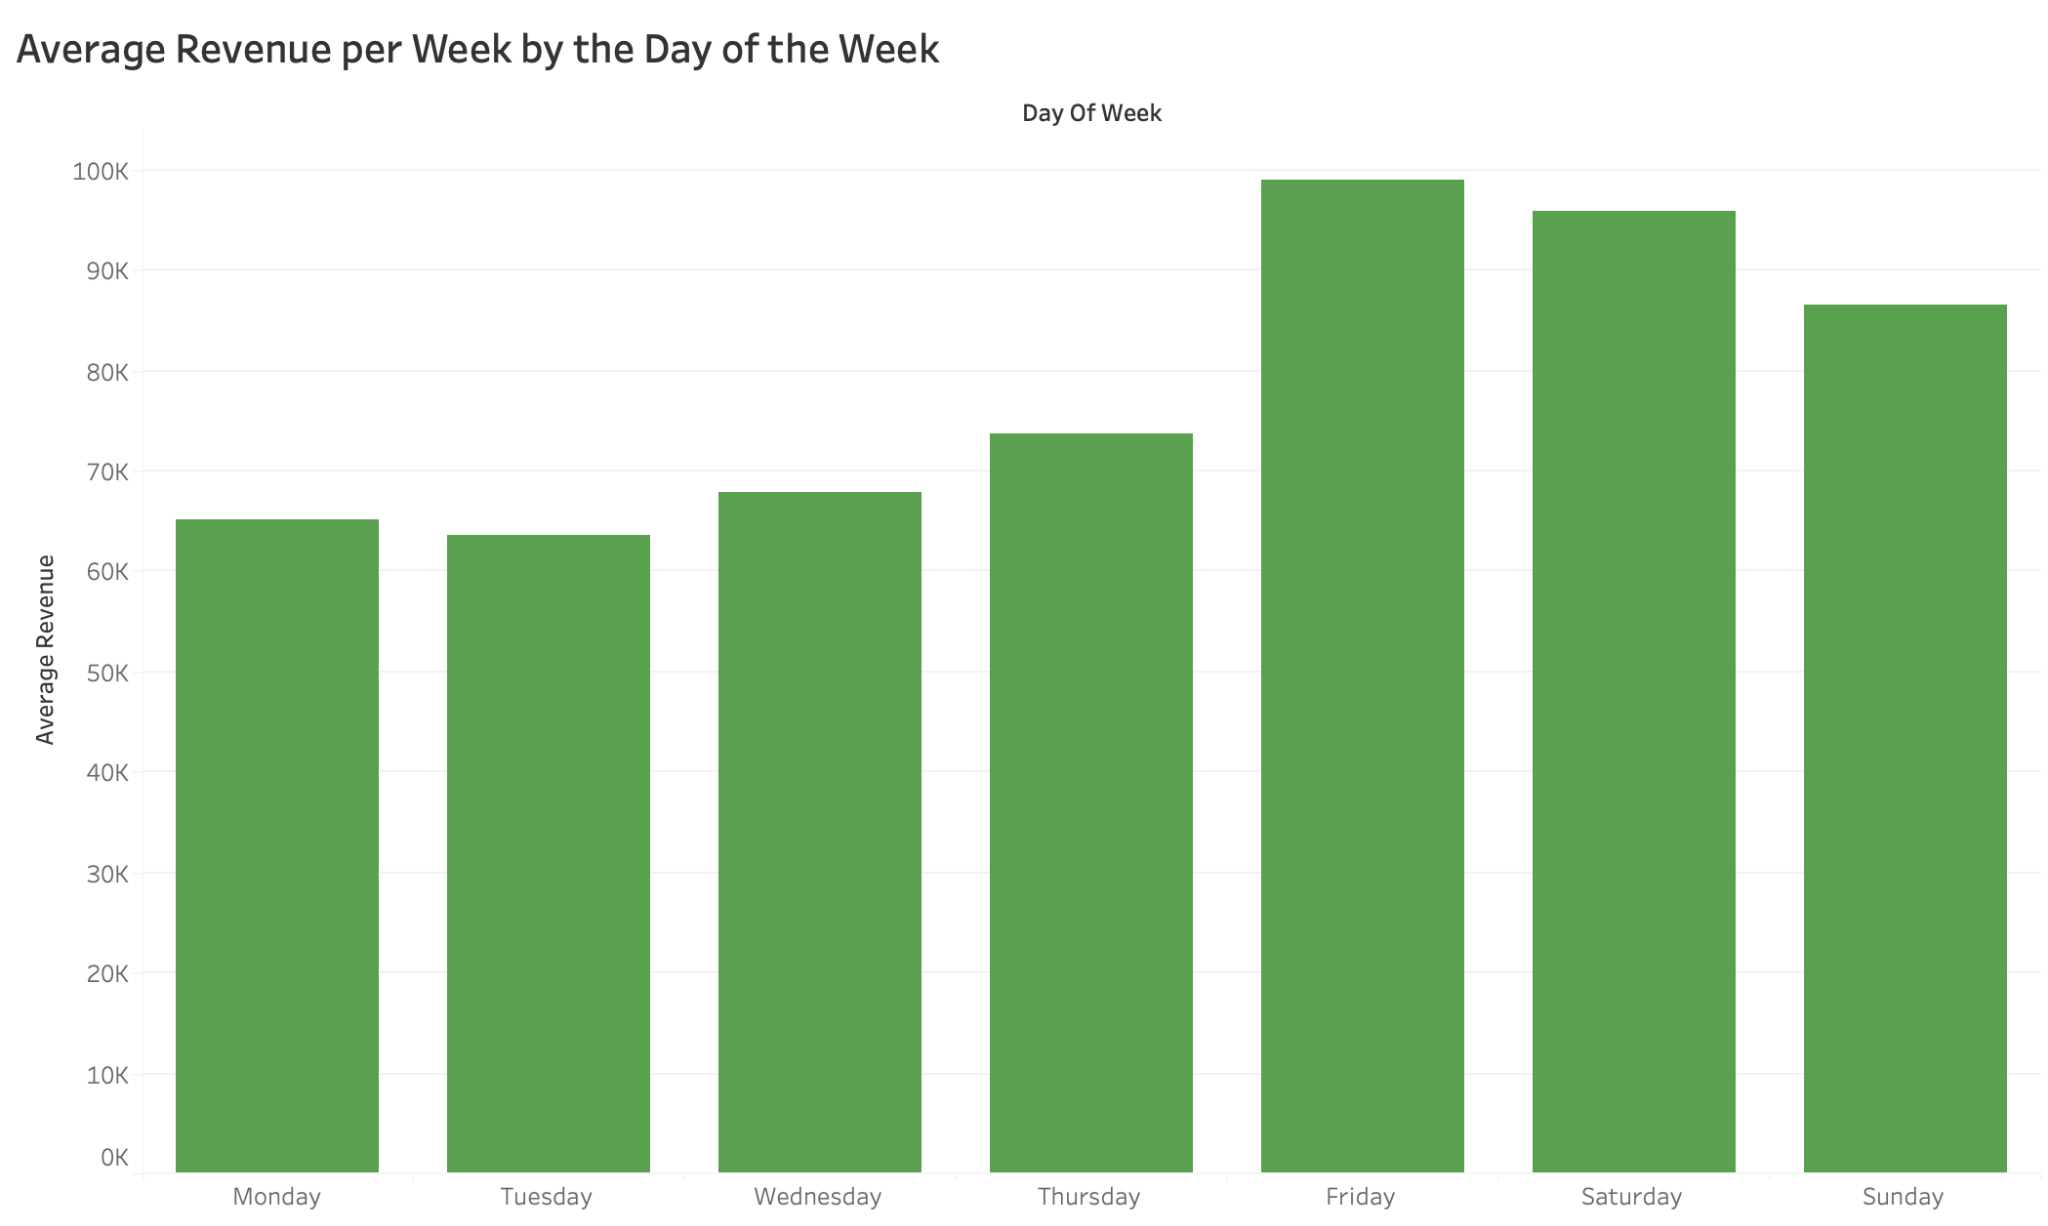 Average Revenue per Week by the Day of the Week
Day Of Week
100K
90K
80K
70K
60K
50K
40K
30K
20K
10K
0K
Average Revenue
Monday Tuesday Wednesday Thursday Friday Saturday Sunday